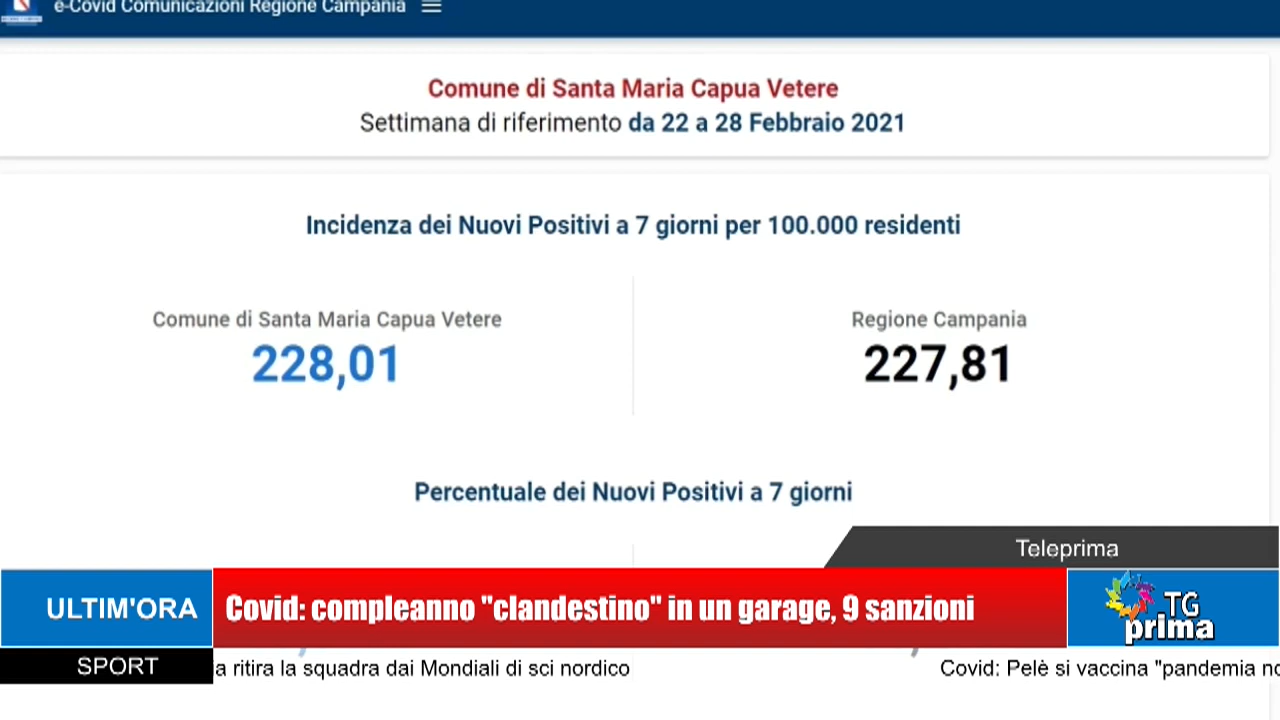 e-Covid Comunicazioni Regione Campania
Comune di Santa Maria Capua Vetere
Settimana di riferimento da 22 a 28 Febbraio 2021
Incidenza dei Nuovi Positivi a 7 giorni per 100.000 residenti
Comune di Santa Maria Capua Vetere
228,01
Regione Campania
227,81
Percentuale dei Nuovi Positivi a 7 giorni
Teleprima
ULTIM'ORA
Covid: compleanno "clandestino" in un garage, 9 sanzioni
TG
prima
SPORT
a ritira la squadra dai Mondiali di sci nordico
Covid: Pelè si vaccina "pandemia